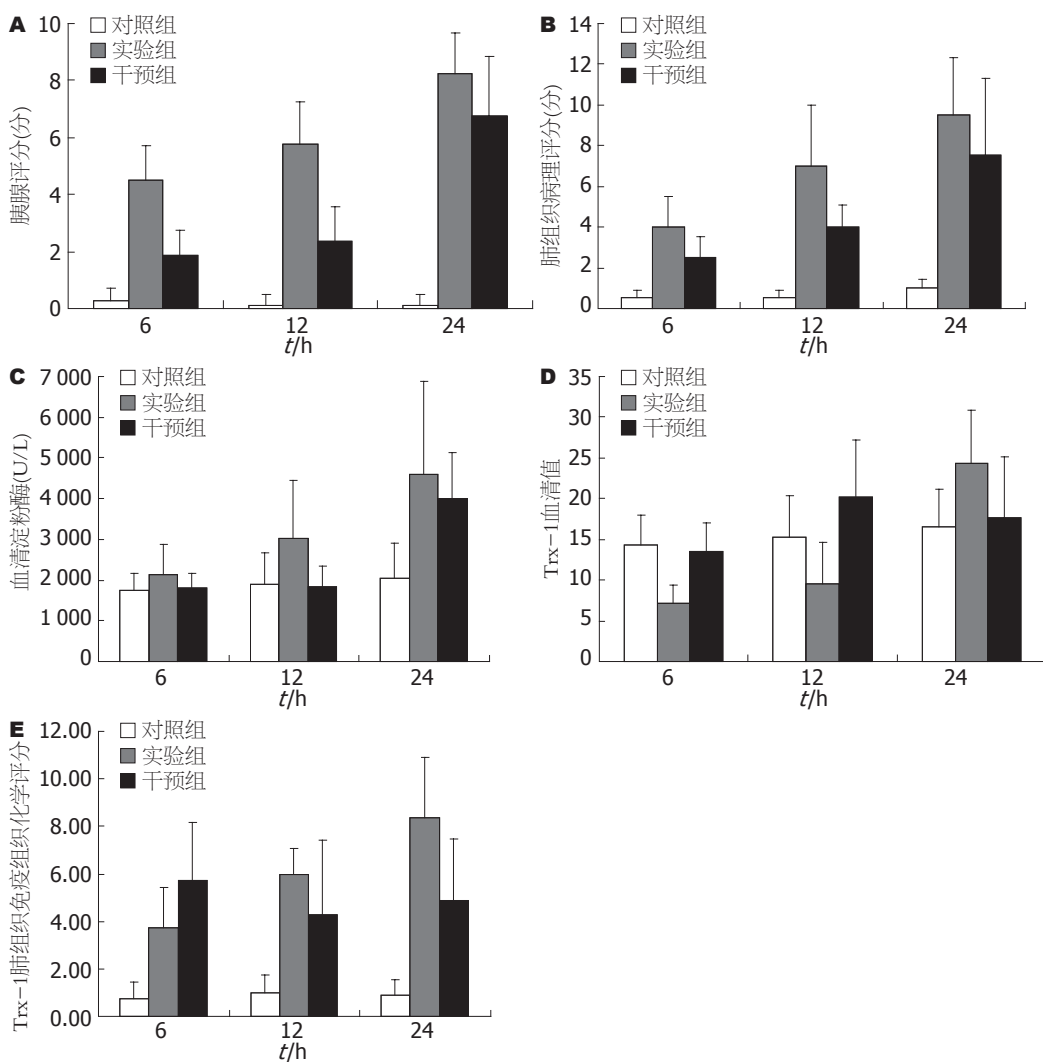 A
10
8
6
4
2
0
胰腺评分(分)
对照组
实验组
干预组
6 12 24
t/h
B
14
12
10
8
6
4
2
0
肺组织病理评分(分)
对照组
实验组
干预组
6 12 24
t/h
C
7 000
6 000
5 000
4 000
3 000
2 000
1 000
0
血清淀粉酶(U/L)
对照组
实验组
干预组
6 12 24
t/h
D
35
30
25
20
15
10
5
0
Trx-1血清值
对照组
实验组
干预组
6 12 24
t/h
E
12.00
10.00
8.00
6.00
4.00
2.00
0.00
Trx-1肺组织免疫组织化学评分
对照组
实验组
干预组
6 12 24
t/h